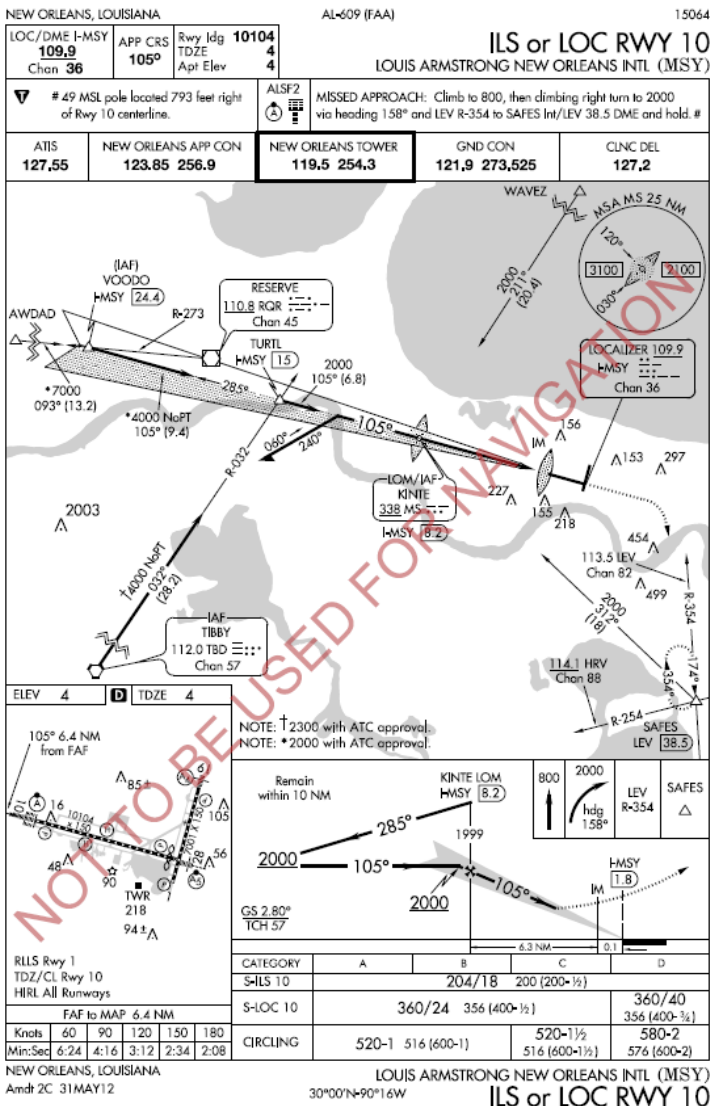 NEW ORLEANS, LOUISIANA
AL-609 (FAA)
15064
LOC/DME I-MSY
109.9
Chan 36
APP CRS
105°
Rwy ldg 10104
TDZE 4
Apt Elev 4
ILS or LOC RWY 10
LOUIS ARMSTRONG NEW ORLEANS INTL (MSY)
T
# 49 MSL pole located 793 feet right
of Rwy 10 centerline.
ALSF2
A
MISSED APPROACH: Climb to 800, then climbing right turn to 2000
via heading 158° and LEV R-354 to SAFES Int/LEV 38.5 DME and hold. #
ATIS
127.55
NEW ORLEANS APP CON
123.85 256.9
NEW ORLEANS TOWER
119.5 254.3
GND CON
121.9 273.525
CLNC DEL
127.2
WAVEZ
2000
211°
(20.4)
MSA MS 25 NM
120°
3100
2100
030°
(IAF)
VOODO
I-MSY 24.4
R-273
AWDAD
RESERVE
110.8 RQR
Chan 45
TURTL
I-MSY 15
2000
105° (6.8)
LOCALIZER 109.9
I-MSY
Chan 36
*7000
093° (13.2)
285°
*4000 NoPT
105° (9.4)
060°
240°
105°
R-032
IM
156
153
297
LOM/IAF
KINTE
338 MS
I-MSY 8.2
227
155
218
2003
454
113.5 LEV
Chan 82
499
†4000 NoPT
032°
(28.2)
2000
312°
(18)
R-354
IAF
TIBBY
112.0 TBD
Chan 57
114.1 HRV
Chan 88
354°
174°
R-254
SAFES
LEV 38.5
NOT TO BE USED FOR NAVIGATION
NOTE: †2300 with ATC approval.
NOTE: *2000 with ATC approval.
ELEV 4
D
TDZE 4
105° 6.4 NM
from FAF
85±
A
16
10104 X 150
10
105
7001 X 150
128
56
48
90
TWR
218
94±
RLLS Rwy 1
TDZ/CL Rwy 10
HIRL All Runways
FAF to MAP 6.4 NM
Knots 60 90 120 150 180
Min:Sec 6:24 4:16 3:12 2:34 2:08
Remain
within 10 NM
KINTE LOM
I-MSY 8.2
800
2000
hdg
158°
LEV
R-354
SAFES
1999
285°
2000
105°
105°
2000
I-MSY
1.8
IM
GS 2.80°
TCH 57
6.3 NM
0.1
CATEGORY A B C D
S-ILS 10 204/18 200 (200-½)
S-LOC 10 360/24 356 (400-½) 360/40 356 (400-¾)
CIRCLING 520-1 516 (600-1) 520-1½ 516 (600-1½) 580-2 576 (600-2)
NEW ORLEANS, LOUISIANA
Amdt 2C 31MAY12
30°00'N-90°16'W
LOUIS ARMSTRONG NEW ORLEANS INTL (MSY)
ILS or LOC RWY 10